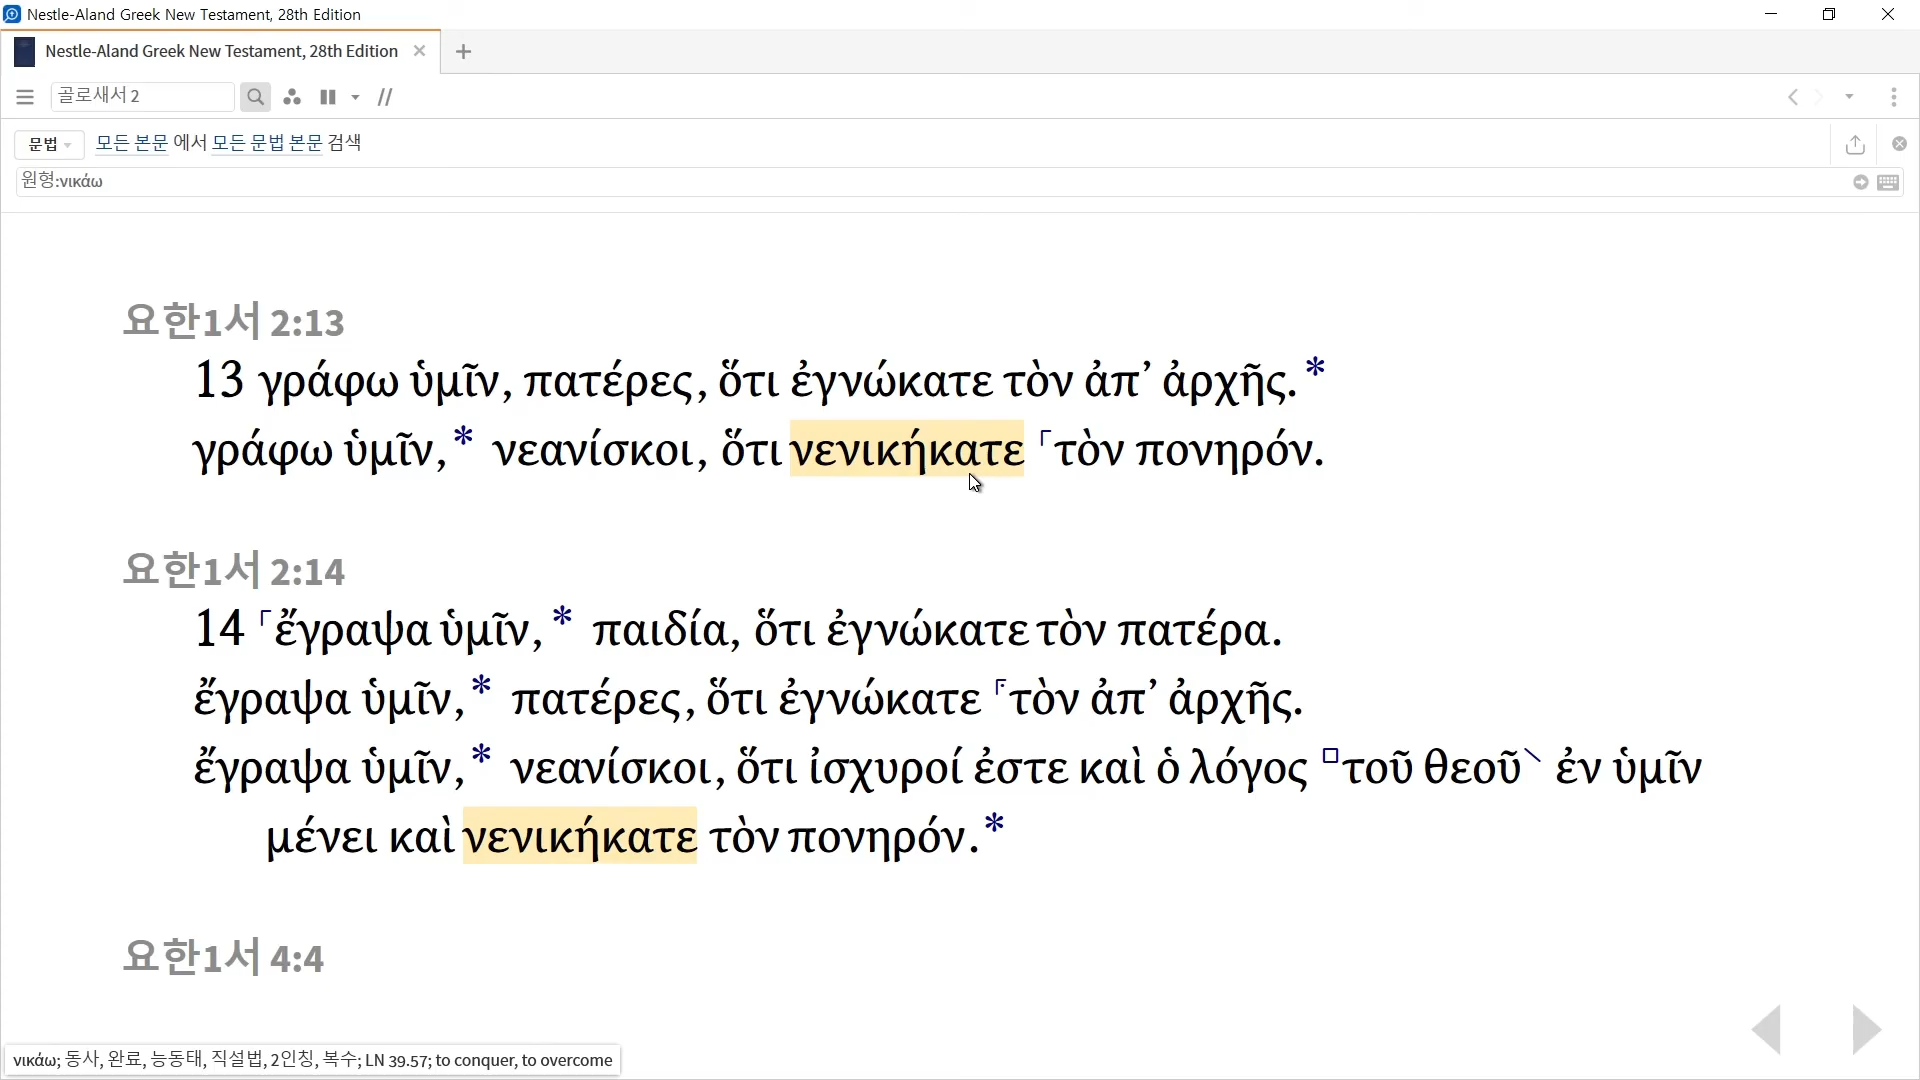 Nestle-Aland Greek New Testament, 28th Edition
Nestle-Aland Greek New Testament, 28th Edition
골로새서 2
문법 모든 본문 에서 모든 문법 본문 검색
원형:νικάω
요한1서 2:13
13 γράφω ὑμῖν, πατέρες, ὅτι ἐγνώκατε τὸν ἀπ’ ἀρχῆς.*
γράφω ὑμῖν,* νεανίσκοι, ὅτι νενικήκατε ⸀τὸν πονηρόν.
요한1서 2:14
14 ⸀ἔγραψα ὑμῖν,* παιδία, ὅτι ἐγνώκατε τὸν πατέρα.
ἔγραψα ὑμῖν,* πατέρες, ὅτι ἐγνώκατε ⸁τὸν ἀπ’ ἀρχῆς.
ἔγραψα ὑμῖν,* νεανίσκοι, ὅτι ἰσχυροί ἐστε καὶ ὁ λόγος ⸋τοῦ θεοῦ⸌ ἐν ὑμῖν
μένει καὶ νενικήκατε τὸν πονηρόν.*
요한1서 4:4
νικάω; 동사, 완료, 능동태, 직설법, 2인칭, 복수; LN 39.57; to conquer, to overcome